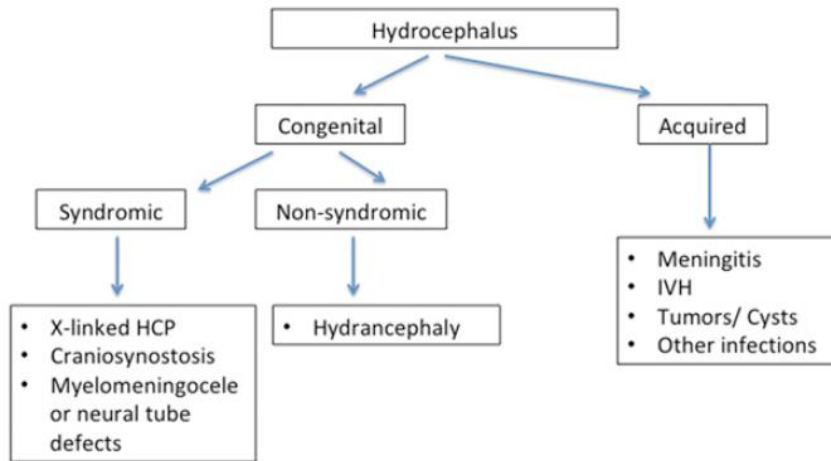 Hydrocephalus
Congenital
Acquired
Syndromic
Non-syndromic
• X-linked HCP
• Craniosynostosis
• Myelomeningocele
or neural tube
defects
• Hydrancephaly
• Meningitis
• IVH
• Tumors/ Cysts
• Other infections